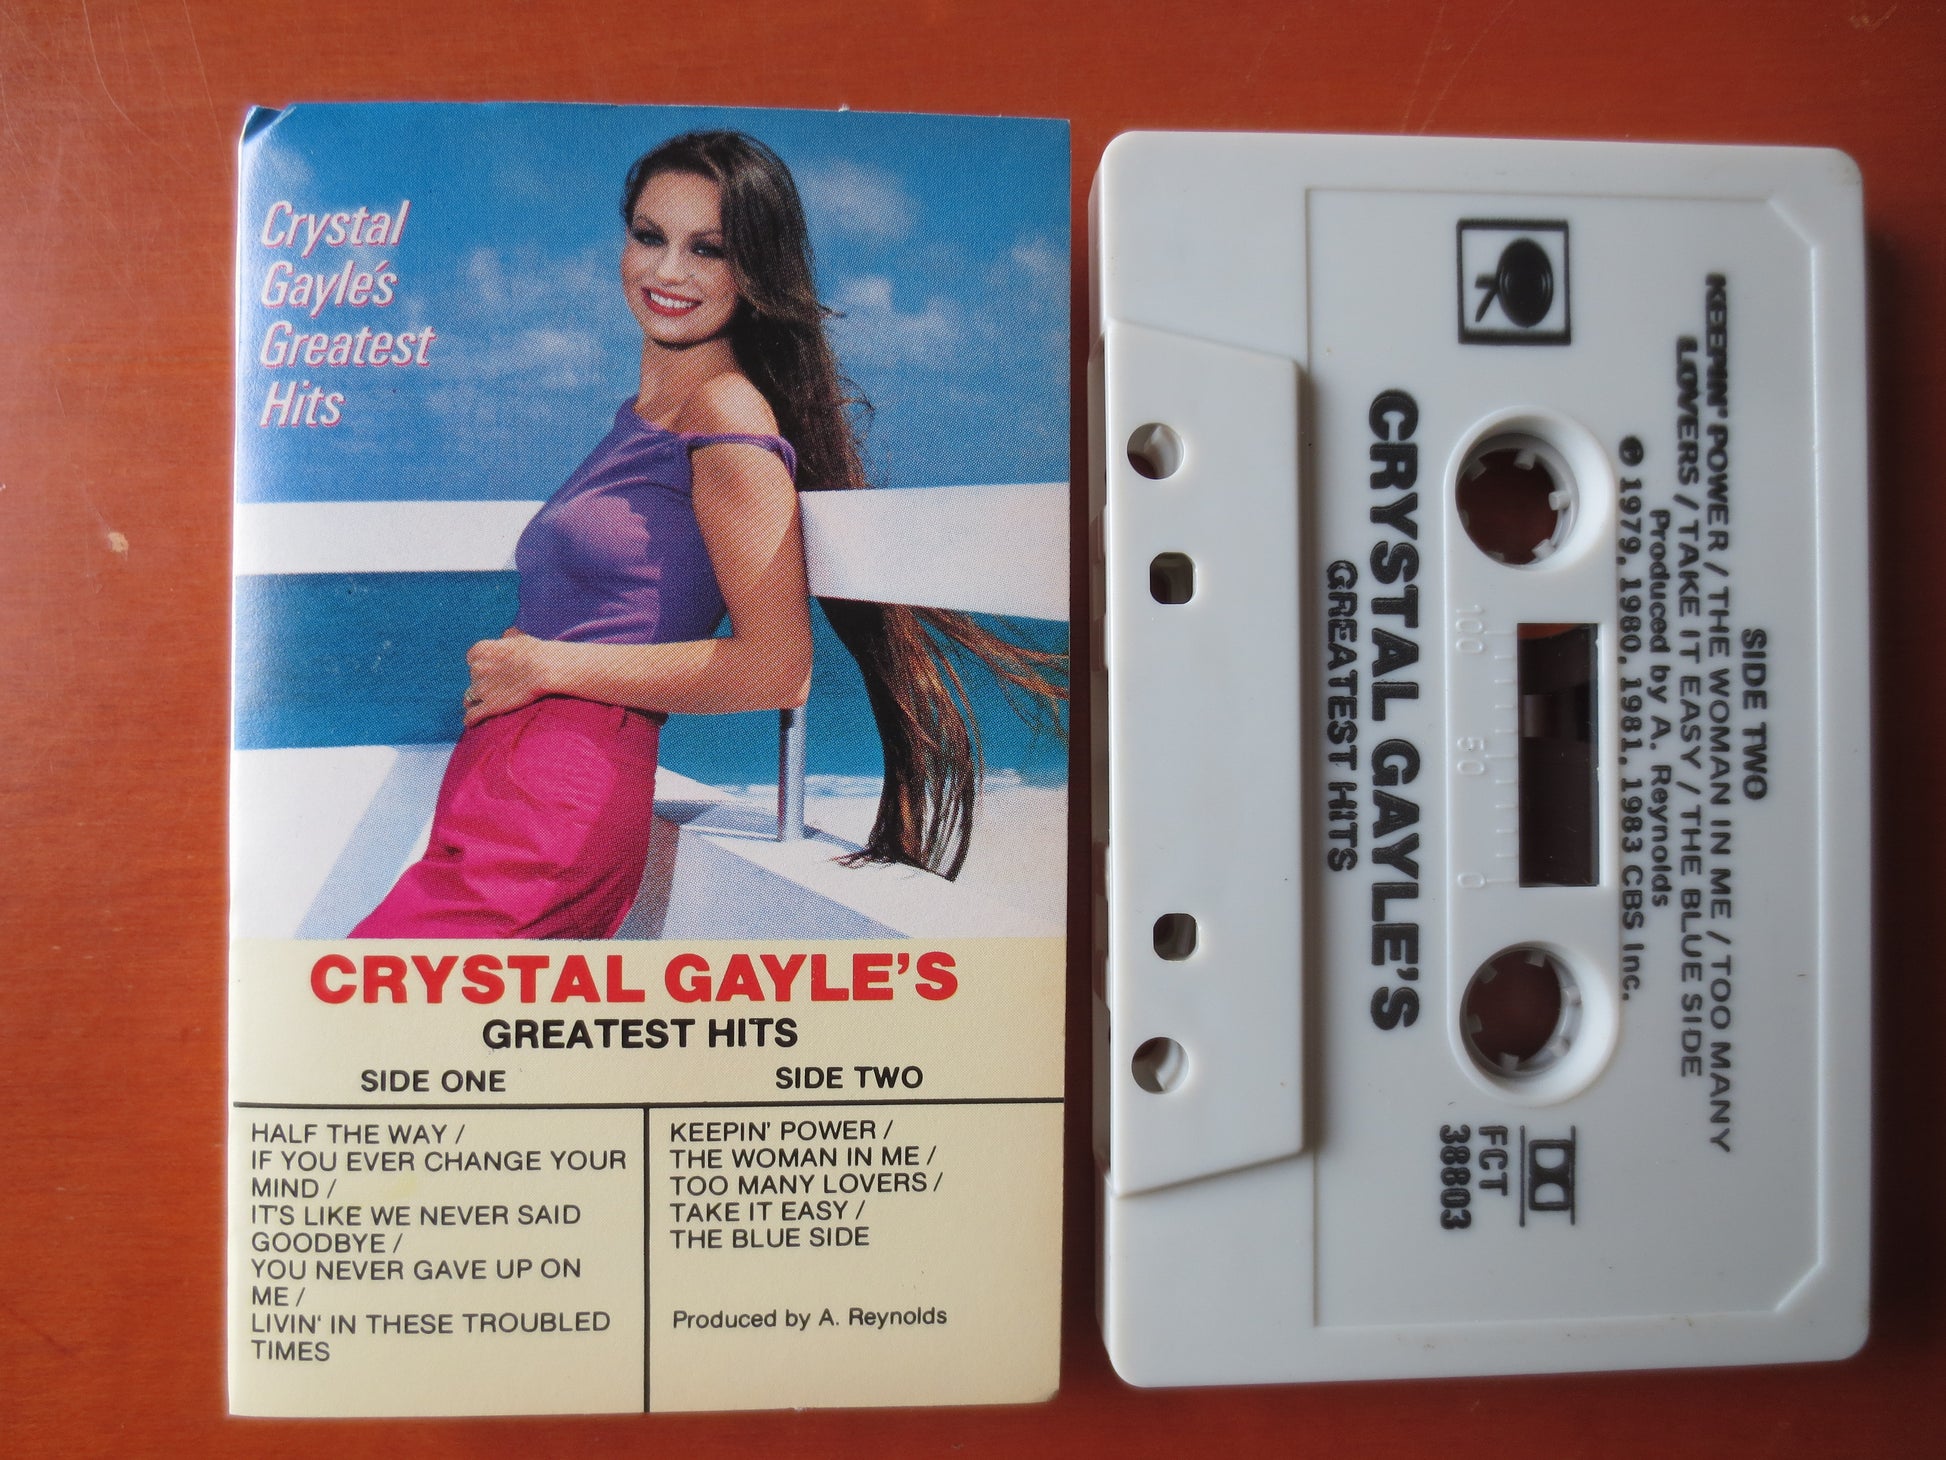 Crystal
Gayle's
Greatest
Hits
CRYSTAL GAYLE'S
GREATEST HITS
SIDE ONE
HALF THE WAY /
IF YOU EVER CHANGE YOUR
MIND /
IT'S LIKE WE NEVER SAID
GOODBYE /
YOU NEVER GAVE UP ON
ME /
LIVIN' IN THESE TROUBLED
TIMES
SIDE TWO
KEEPIN' POWER /
THE WOMAN IN ME /
TOO MANY LOVERS /
TAKE IT EASY /
THE BLUE SIDE
Produced by A. Reynolds
SIDE TWO
KEEPIN' POWER / THE WOMAN IN ME / TOO MANY
LOVERS / TAKE IT EASY / THE BLUE SIDE
Produced by A. Reynolds
℗ 1979, 1980, 1981, 1983 CBS Inc.
100 50 0
CRYSTAL GAYLE'S
GREATEST HITS
FCT
38803